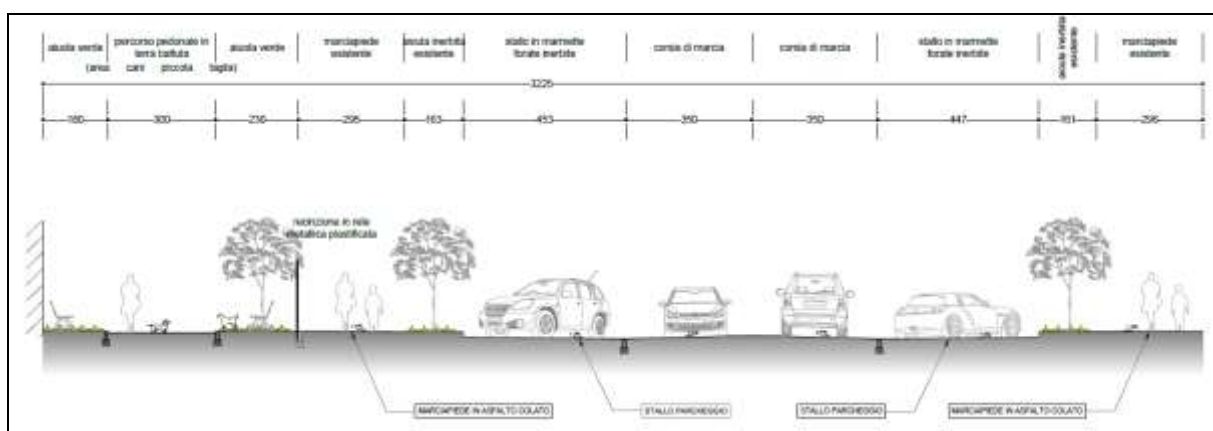 aiuola verde
percorso pedonale in
terra battuta
(area cani piccola taglia)
aiuola verde
marciapiede
esistente
aiuola inerbita
esistente
stallo in marmette
forate inerbite
corsia di marcia
corsia di marcia
stallo in marmette
forate inerbite
aiuola inerbita
esistente
marciapiede
esistente
3225
180
300
236
295
163
453
350
350
447
161
296
recinzione in rete
metallica plastificata
MARCIAPIEDE IN ASFALTO COLATO
STALLO PARCHEGGIO
STALLO PARCHEGGIO
MARCIAPIEDE IN ASFALTO COLATO